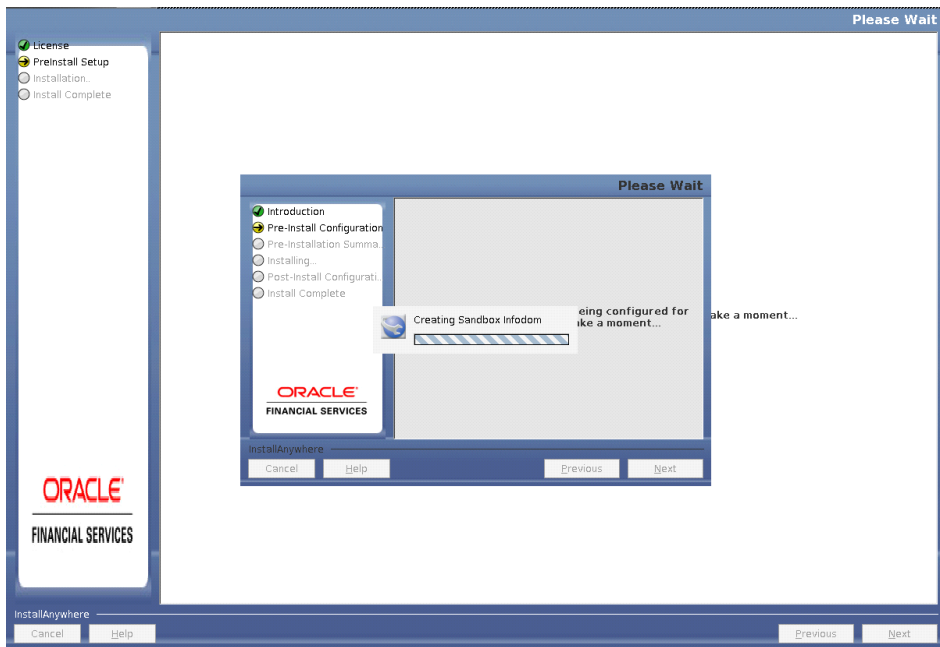 Please Wait
License
PreInstall Setup
Installation..
Install Complete
Please Wait
Introduction
Pre-Install Configuration
Pre-Installation Summa..
Installing...
Post-Install Configurati..
Install Complete
Creating Sandbox Infodom
being configured for
ake a moment...
ake a moment...
ORACLE
FINANCIAL SERVICES
InstallAnywhere
Cancel
Help
Previous
Next
ORACLE
FINANCIAL SERVICES
InstallAnywhere
Cancel
Help
Previous
Next